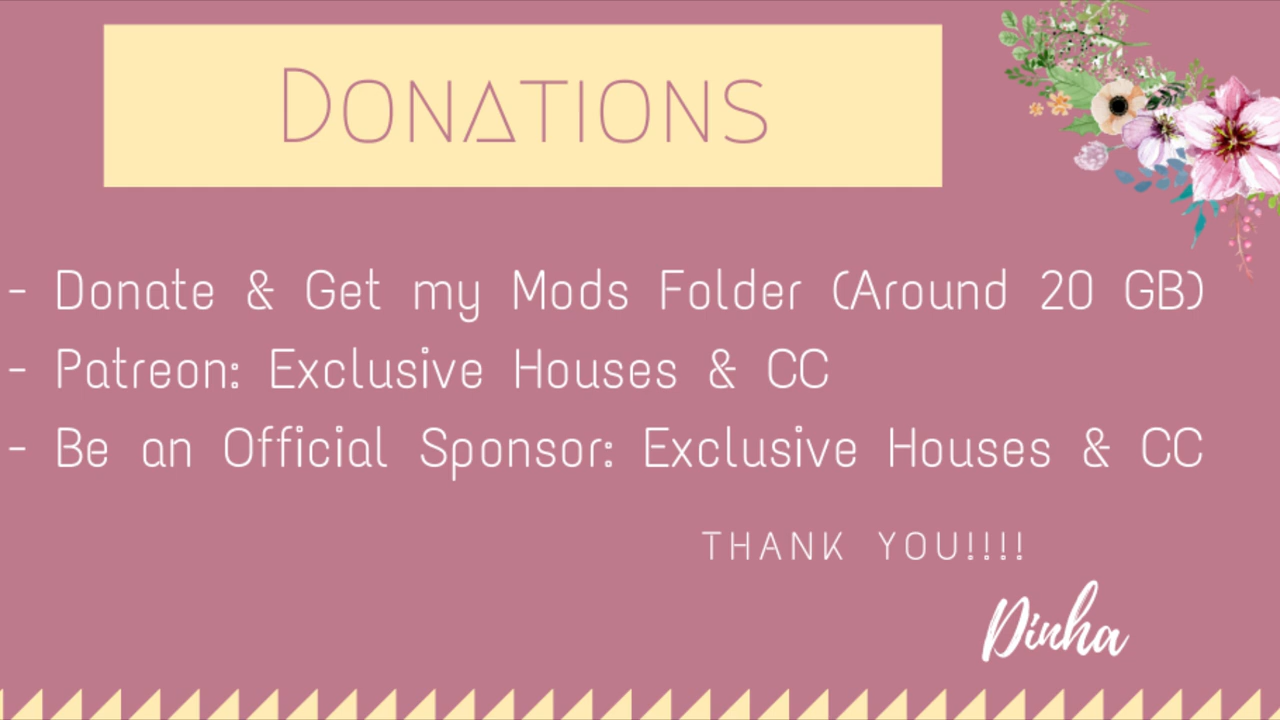 DONATIONS
- Donate & Get my Mods Folder (Around 20 GB)
- Patreon: Exclusive Houses & CC
- Be an Official Sponsor: Exclusive Houses & CC
THANK YOU!!!!
Dinha